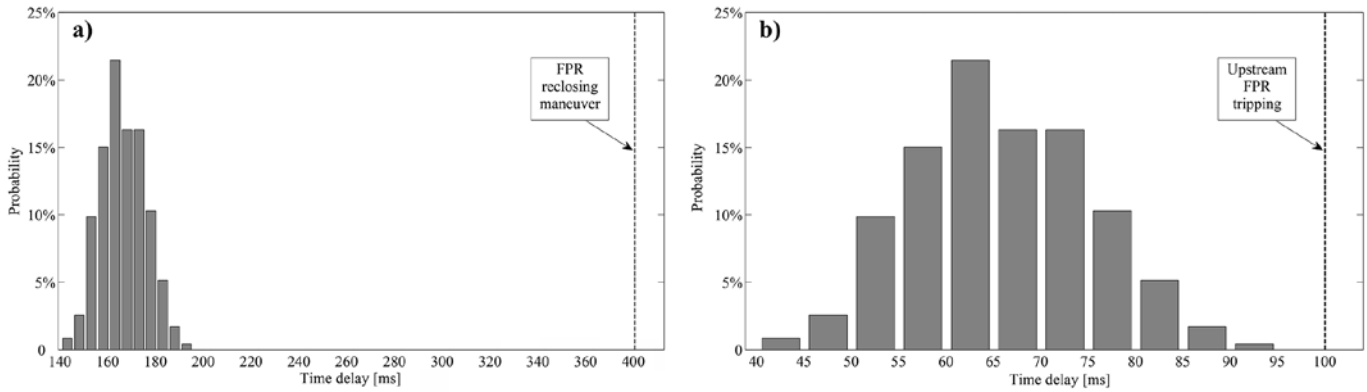 25%
a)
20%
15%
10%
5%
0
Probability
FPR
reclosing
maneuver
140 160 180 200 220 240 260 280 300 320 340 360 380 400
Time delay [ms]
25%
b)
20%
15%
10%
5%
0
Probability
Upstream
FPR
tripping
40 45 50 55 60 65 70 75 80 85 90 95 100
Time delay [ms]